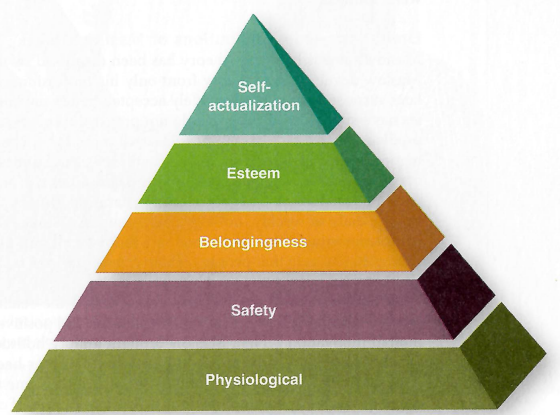 Self-
actualization
Esteem
Belongingness
Safety
Physiological